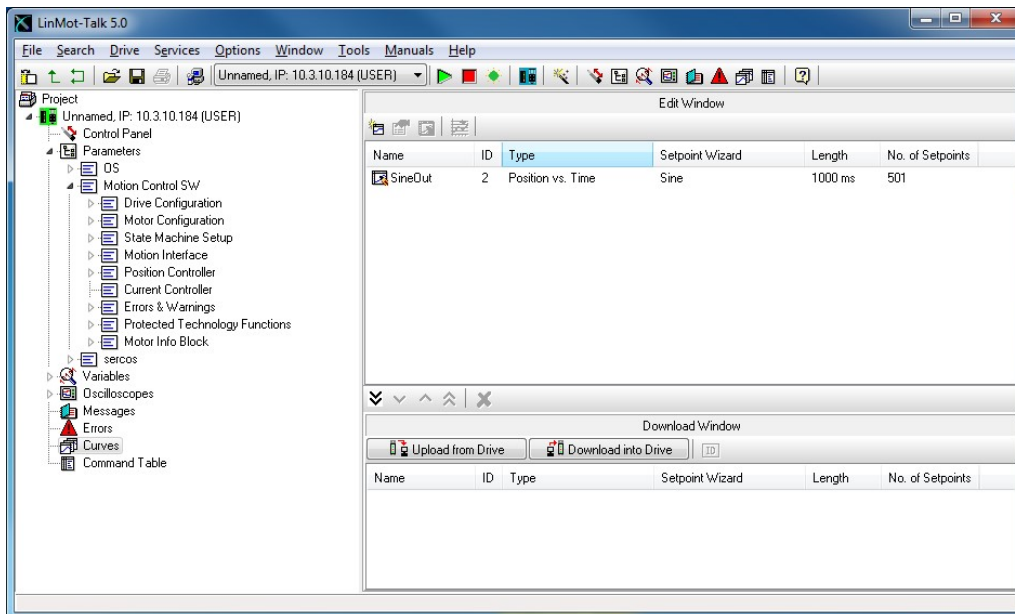 LinMot-Talk 5.0
File Search Drive Services Options Window Tools Manuals Help
Unnamed, IP: 10.3.10.184 (USER)
Project
Unnamed, IP: 10.3.10.184 (USER)
Control Panel
Parameters
OS
Motion Control SW
Drive Configuration
Motor Configuration
State Machine Setup
Motion Interface
Position Controller
Current Controller
Errors & Warnings
Protected Technology Functions
Motor Info Block
sercos
Variables
Oscilloscopes
Messages
Errors
Curves
Command Table
Edit Window
Name ID Type Setpoint Wizard Length No. of Setpoints
SineOut 2 Position vs. Time Sine 1000 ms 501
Download Window
Upload from Drive Download into Drive ID
Name ID Type Setpoint Wizard Length No. of Setpoints